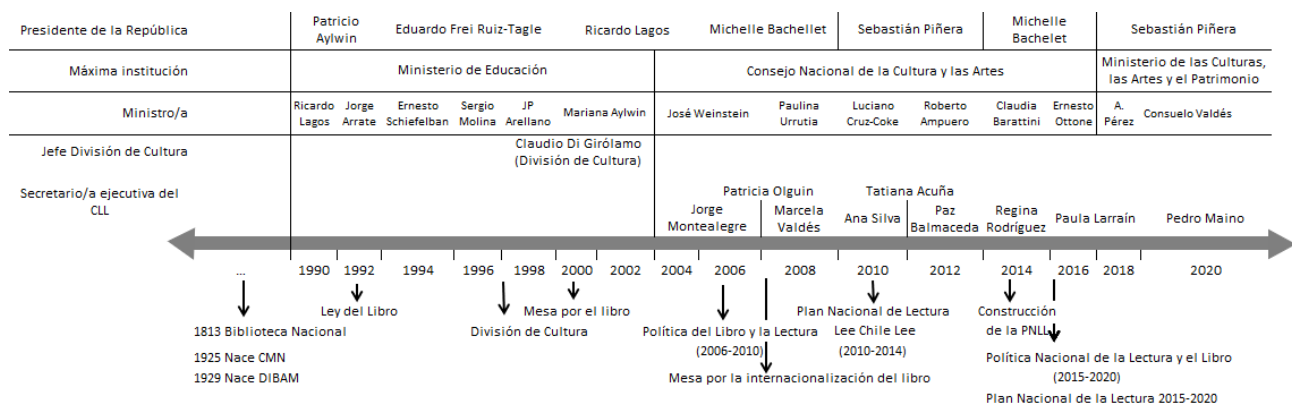 Presidente de la República
Patricio
Aylwin
Eduardo Frei Ruiz-Tagle
Ricardo Lagos
Michelle Bachellet
Sebastián Piñera
Michelle
Bachelet
Sebastián Piñera
Máxima institución
Ministerio de Educación
Consejo Nacional de la Cultura y las Artes
Ministerio de las Culturas,
las Artes y el Patrimonio
Ministro/a
Ricardo
Lagos
Jorge
Arrate
Ernesto
Schiefelban
Sergio
Molina
JP
Arellano
Mariana Aylwin
José Weinstein
Paulina
Urrutia
Luciano
Cruz-Coke
Roberto
Ampuero
Claudia
Barattini
Ernesto
Ottone
A.
Pérez
Consuelo Valdés
Jefe División de Cultura
Claudio Di Girólamo
(División de Cultura)
Secretario/a ejecutiva del
CLL
Patricia Olguin
Tatiana Acuña
Jorge
Montealegre
Marcela
Valdés
Ana Silva
Paz
Balmaceda
Regina
Rodríguez
Paula Larraín
Pedro Maino
... 1990 1992 1994 1996 1998 2000 2002 2004 2006 2008 2010 2012 2014 2016 2018 2020
Ley del Libro
Mesa por el libro
Plan Nacional de Lectura
Construcción
1813 Biblioteca Nacional
División de Cultura
Política del Libro y la Lectura
Lee Chile Lee
de la PNLL
(2006-2010)
(2010-2014)
1925 Nace CMN
Política Nacional de la Lectura y el Libro
1929 Nace DIBAM
Mesa por la internacionalización del libro
(2015-2020)
Plan Nacional de la Lectura 2015-2020